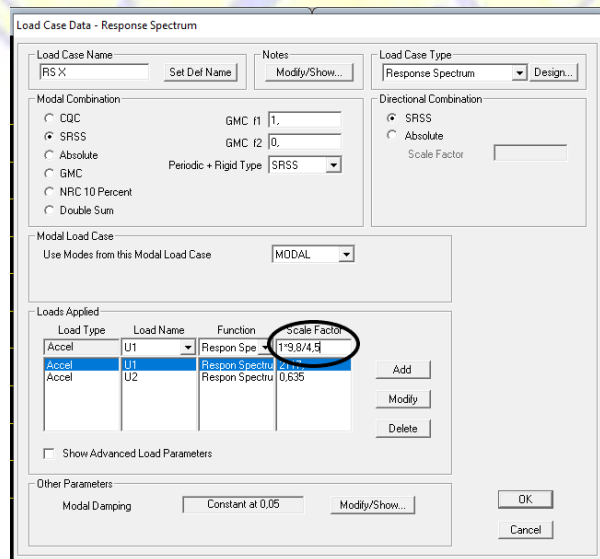 Load Case Data - Response Spectrum
Load Case Name
RS X
Set Def Name
Notes
Modify/Show...
Load Case Type
Response Spectrum
Design...
Modal Combination
CQC
SRSS
Absolute
GMC
NRC 10 Percent
Double Sum
GMC f1 1,
GMC f2 0,
Periodic + Rigid Type SRSS
Directional Combination
SRSS
Absolute
Scale Factor
Modal Load Case
Use Modes from this Modal Load Case MODAL
Loads Applied
Load Type Load Name Function Scale Factor
Accel U1 Respon Spe 1*9,8/4,5
Accel U1 Respon Spectru
Accel U2 Respon Spectru 0,635
Add
Modify
Delete
Show Advanced Load Parameters
Other Parameters
Modal Damping Constant at 0,05 Modify/Show...
OK
Cancel